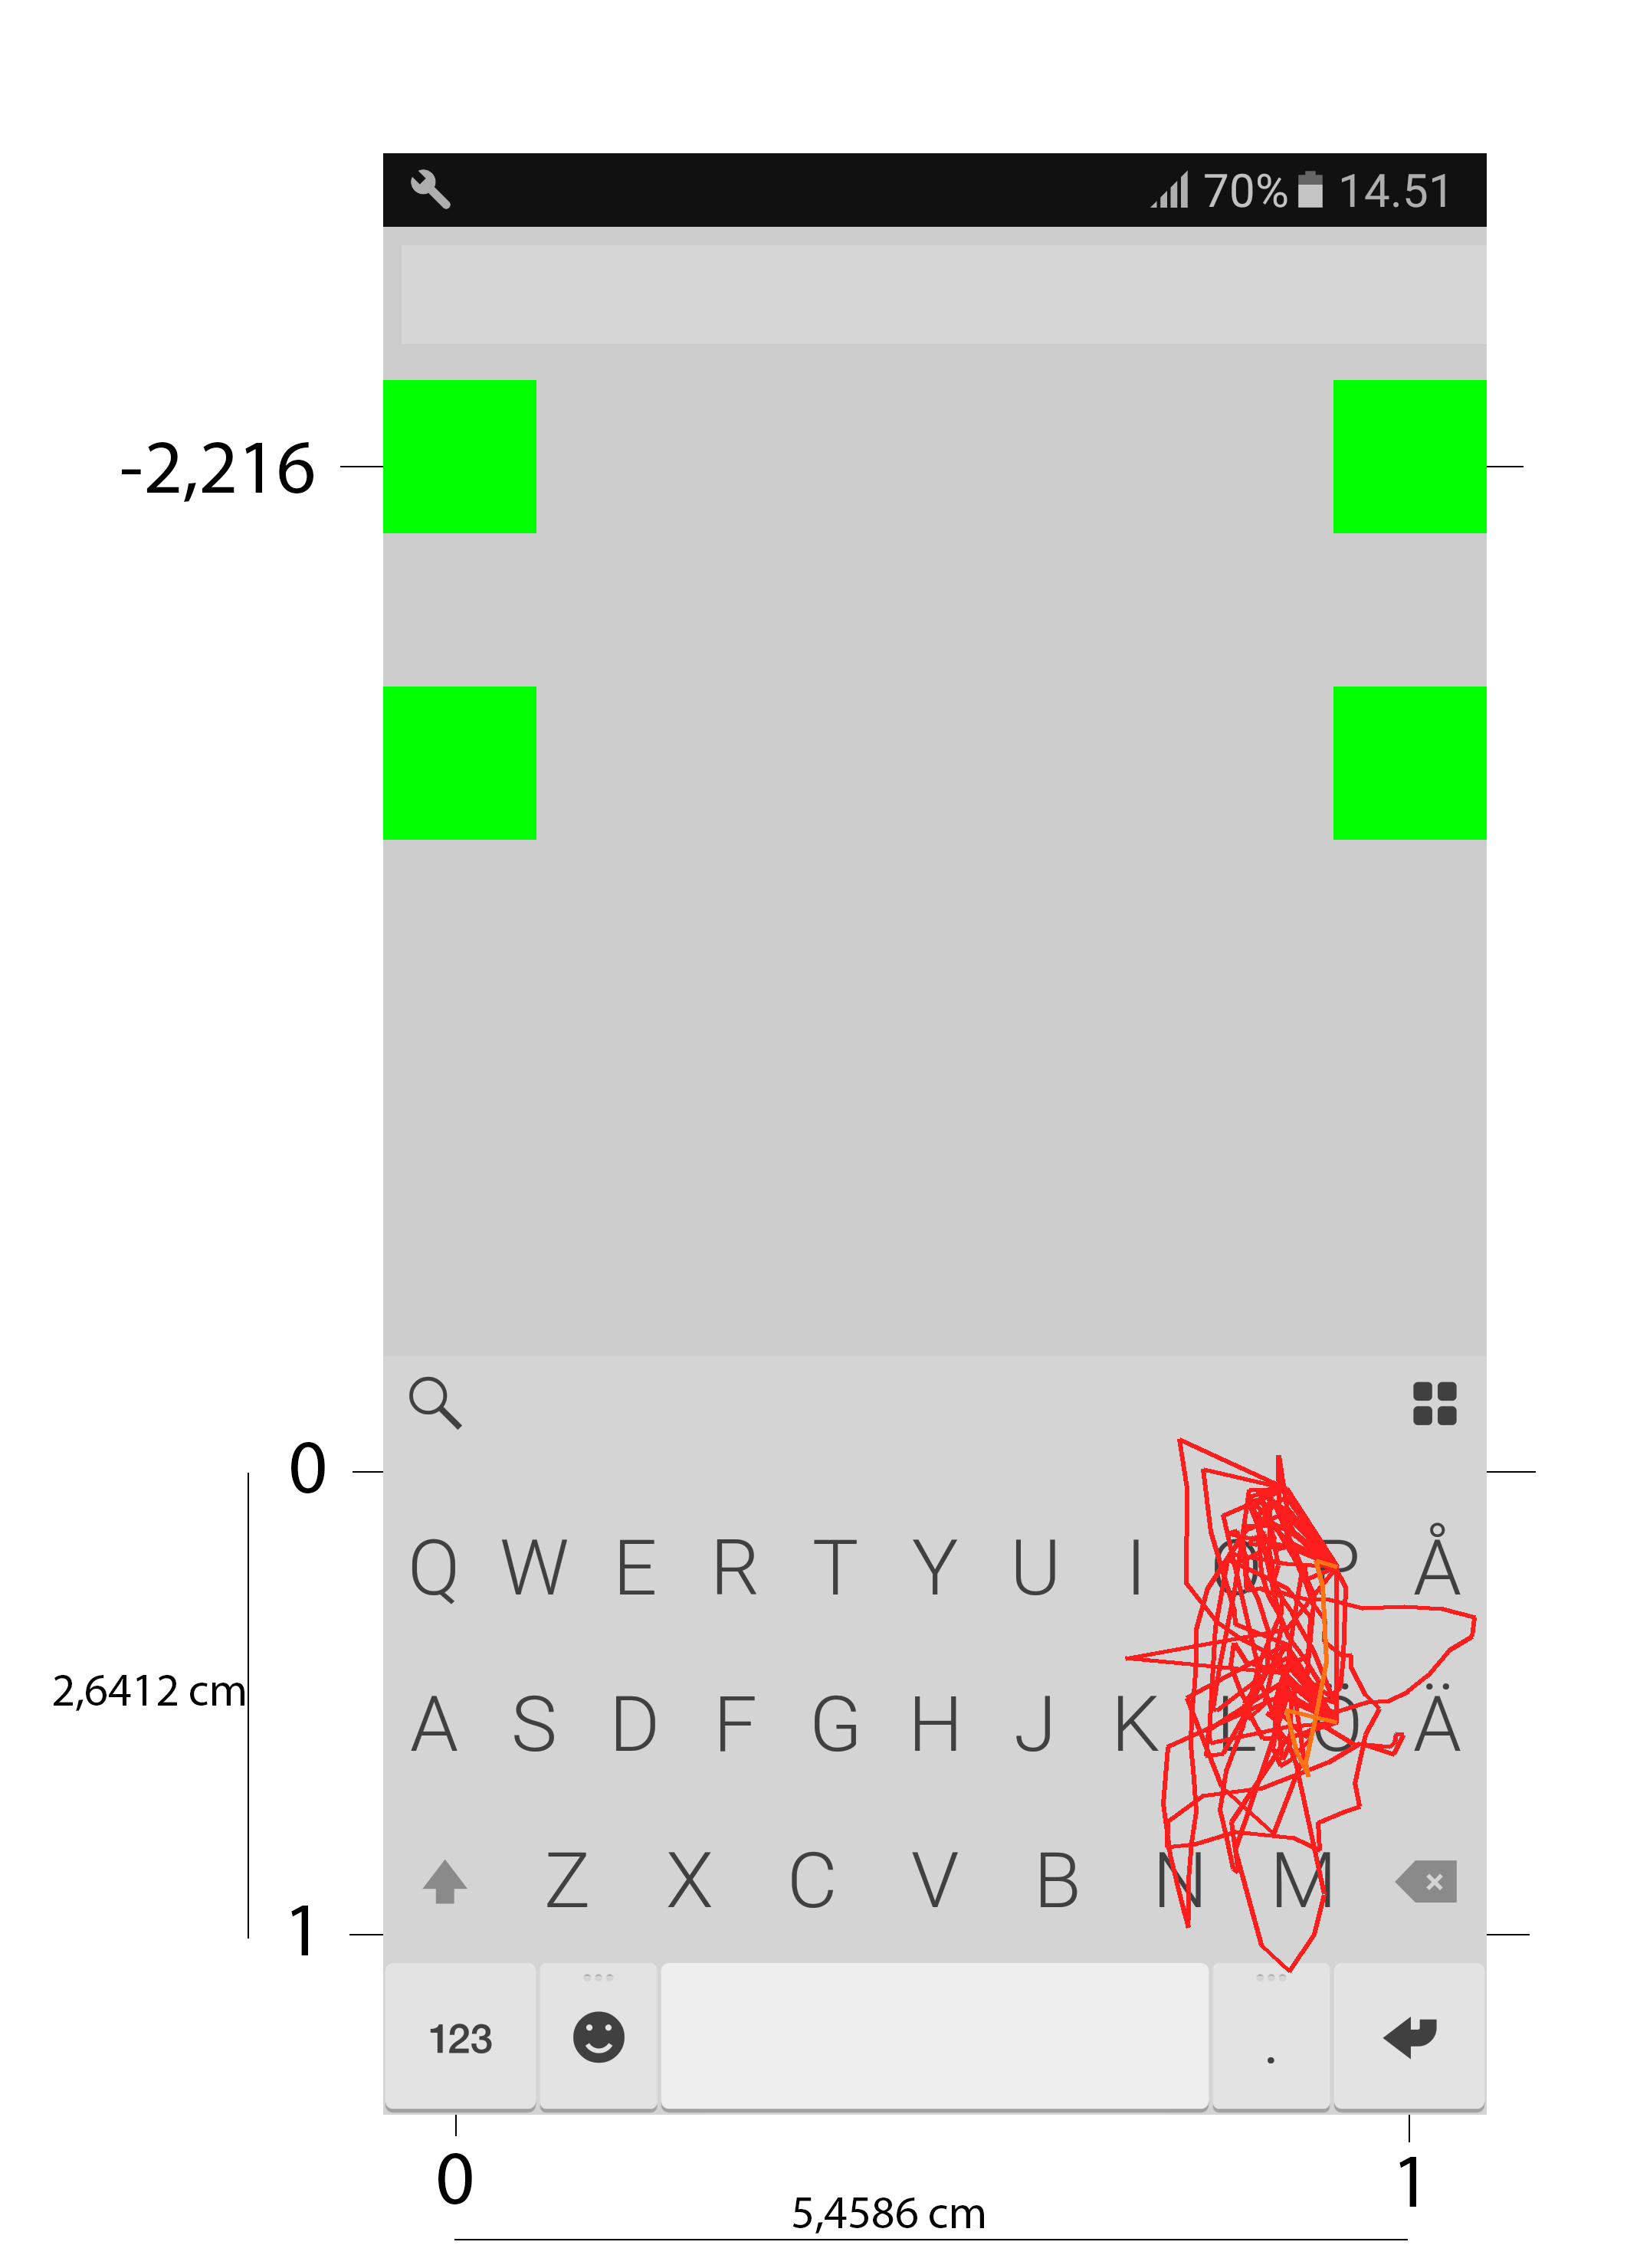 70% 14.51
-2,216
0
Q W E R T Y U I O P Å
2,6412 cm
A S D F G H J K L Ö Ä
Z X C V B N M
1
123 .
0 1
5,4586 cm